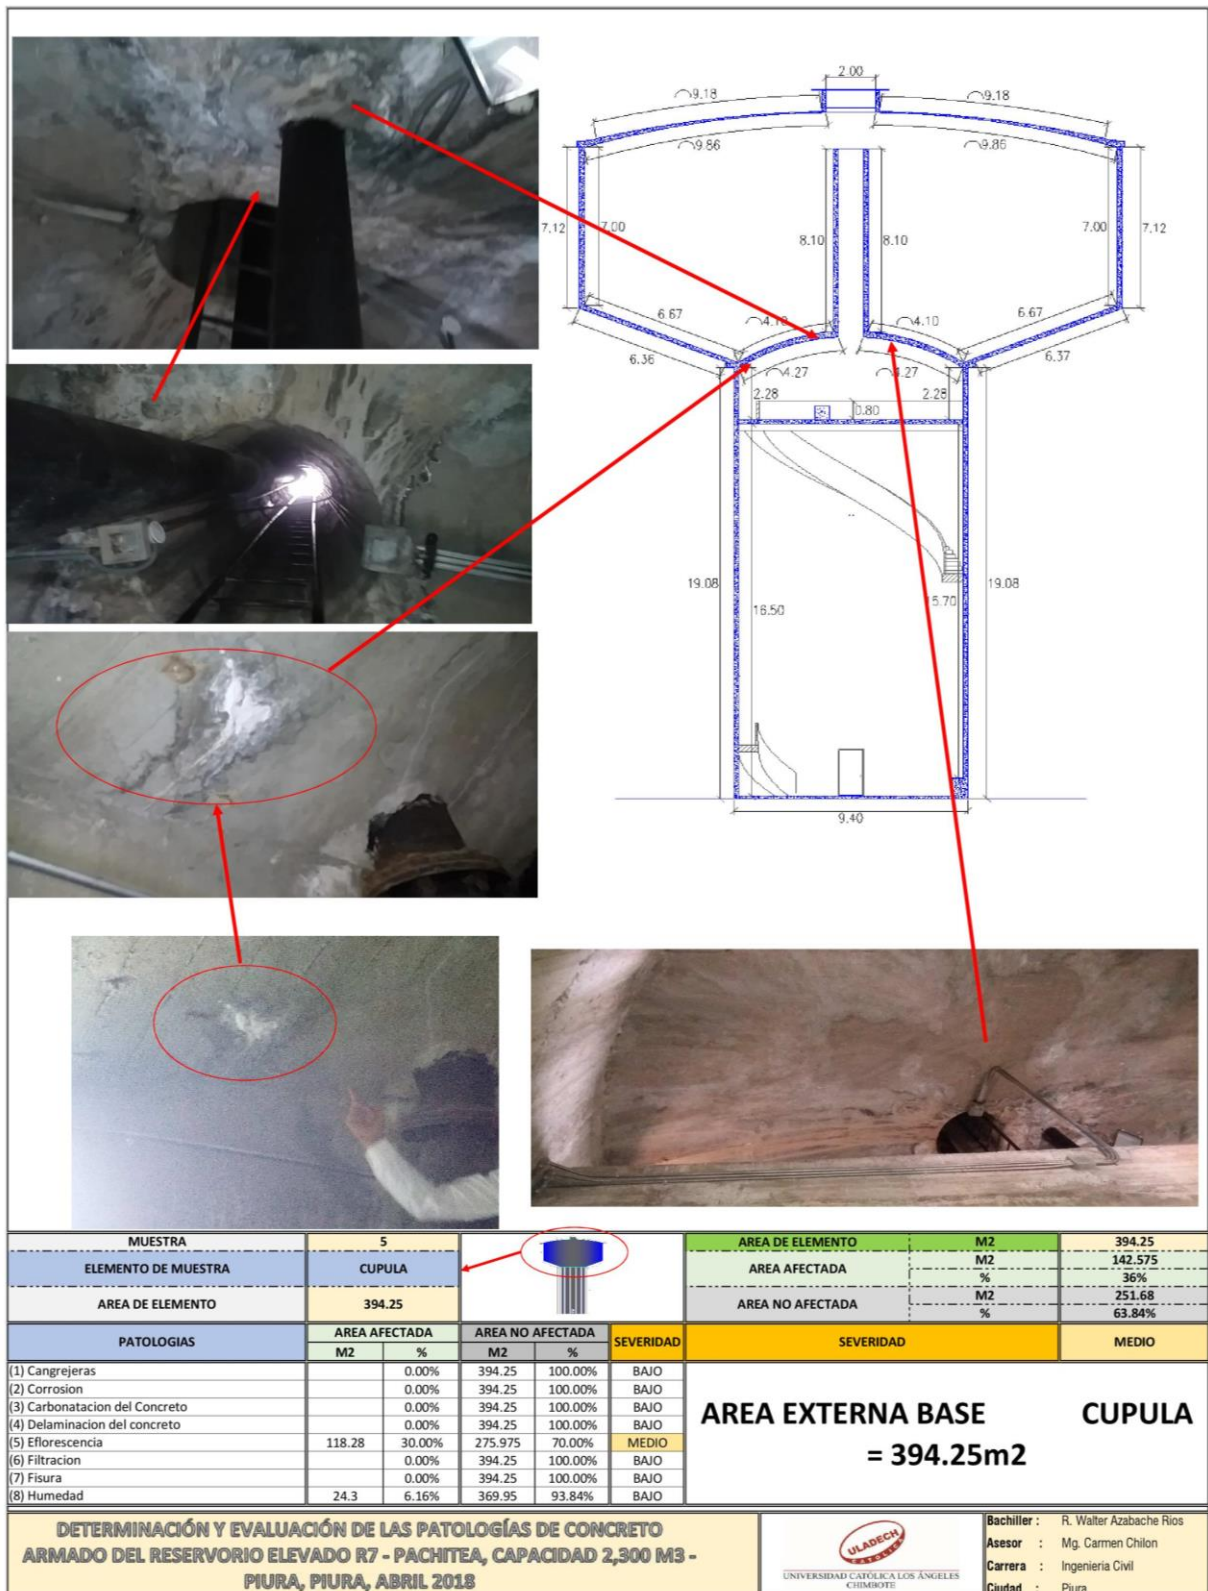 2.00
9.18
9.18
9.86
9.86
7.12
7.00
8.10
8.10
7.00
7.12
6.67
4.10
4.10
6.67
6.36
6.37
4.27
4.27
2.28
0.80
2.28
19.08
16.50
15.70
19.08
9.40
MUESTRA 5
ELEMENTO DE MUESTRA CUPULA
AREA DE ELEMENTO 394.25
AREA DE ELEMENTO M2 394.25
AREA AFECTADA M2 142.575
% 36%
AREA NO AFECTADA M2 251.68
% 63.84%
PATOLOGIAS AREA AFECTADA AREA NO AFECTADA SEVERIDAD
M2 % M2 %
SEVERIDAD MEDIO
(1) Cangrejeras 0.00% 394.25 100.00% BAJO
(2) Corrosion 0.00% 394.25 100.00% BAJO
(3) Carbonatacion del Concreto 0.00% 394.25 100.00% BAJO
(4) Delaminacion del concreto 0.00% 394.25 100.00% BAJO
(5) Eflorescencia 118.28 30.00% 275.975 70.00% MEDIO
(6) Filtracion 0.00% 394.25 100.00% BAJO
(7) Fisura 0.00% 394.25 100.00% BAJO
(8) Humedad 24.3 6.16% 369.95 93.84% BAJO
AREA EXTERNA BASE CUPULA
= 394.25m2
DETERMINACIÓN Y EVALUACIÓN DE LAS PATOLOGÍAS DE CONCRETO
ARMADO DEL RESERVORIO ELEVADO R7 - PACHITEA, CAPACIDAD 2,300 M3 -
PIURA, PIURA, ABRIL 2018
ULADECH
CATOLICA
UNIVERSIDAD CATÓLICA LOS ÁNGELES
CHIMBOTE
Bachiller : R. Walter Azabache Rios
Asesor : Mg. Carmen Chilon
Carrera : Ingenieria Civil
Ciudad : Piura